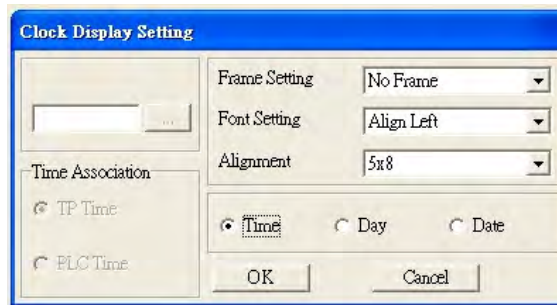 Clock Display Setting
Frame Setting No Frame
...
Font Setting Align Left
Alignment 5x8
Time Association
TP Time
Time Day Date
PLC Time
OK Cancel